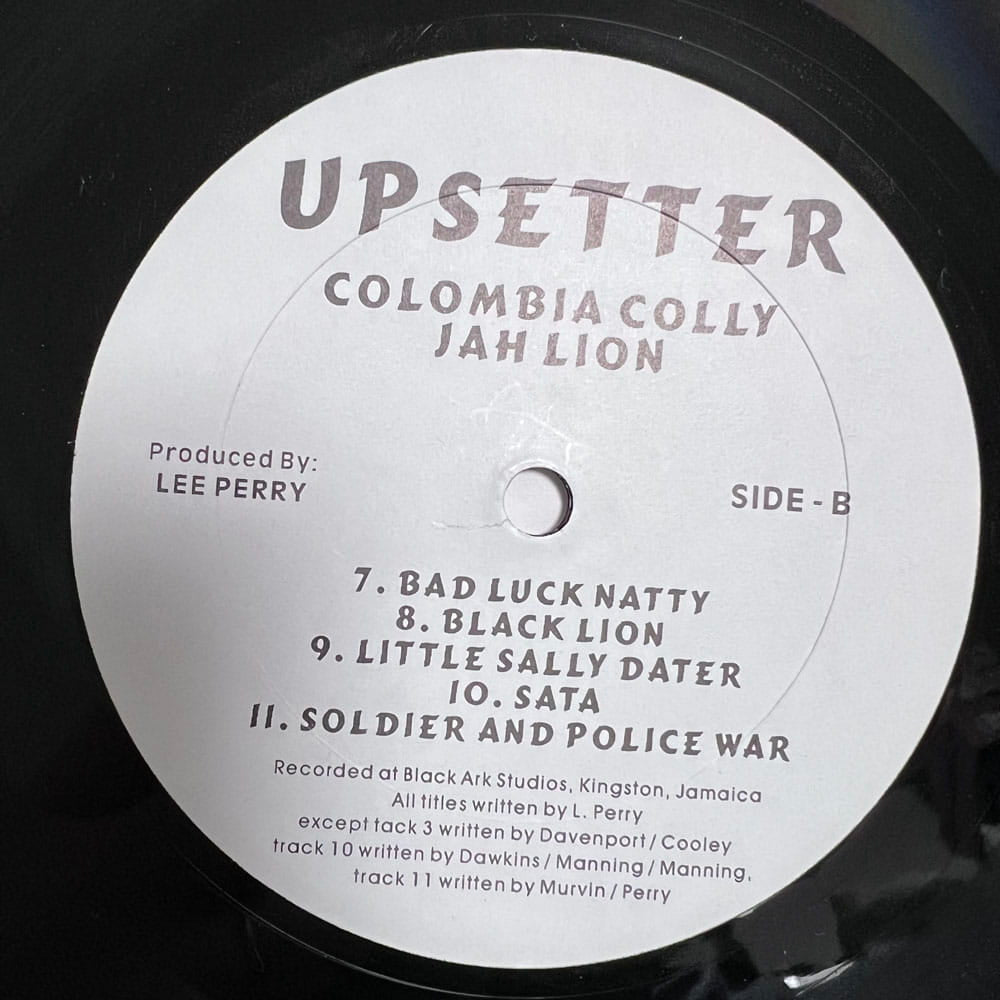 UPSETTER
COLOMBIA COLLY
JAH LION
Produced By:
LEE PERRY
SIDE - B
7. BAD LUCK NATTY
8. BLACK LION
9. LITTLE SALLY DATER
10. SATA
11. SOLDIER AND POLICE WAR
Recorded at Black Ark Studios, Kingston, Jamaica
All titles written by L. Perry
except tack 3 written by Davenport / Cooley
track 10 written by Dawkins / Manning / Manning,
track 11 written by Murvin / Perry